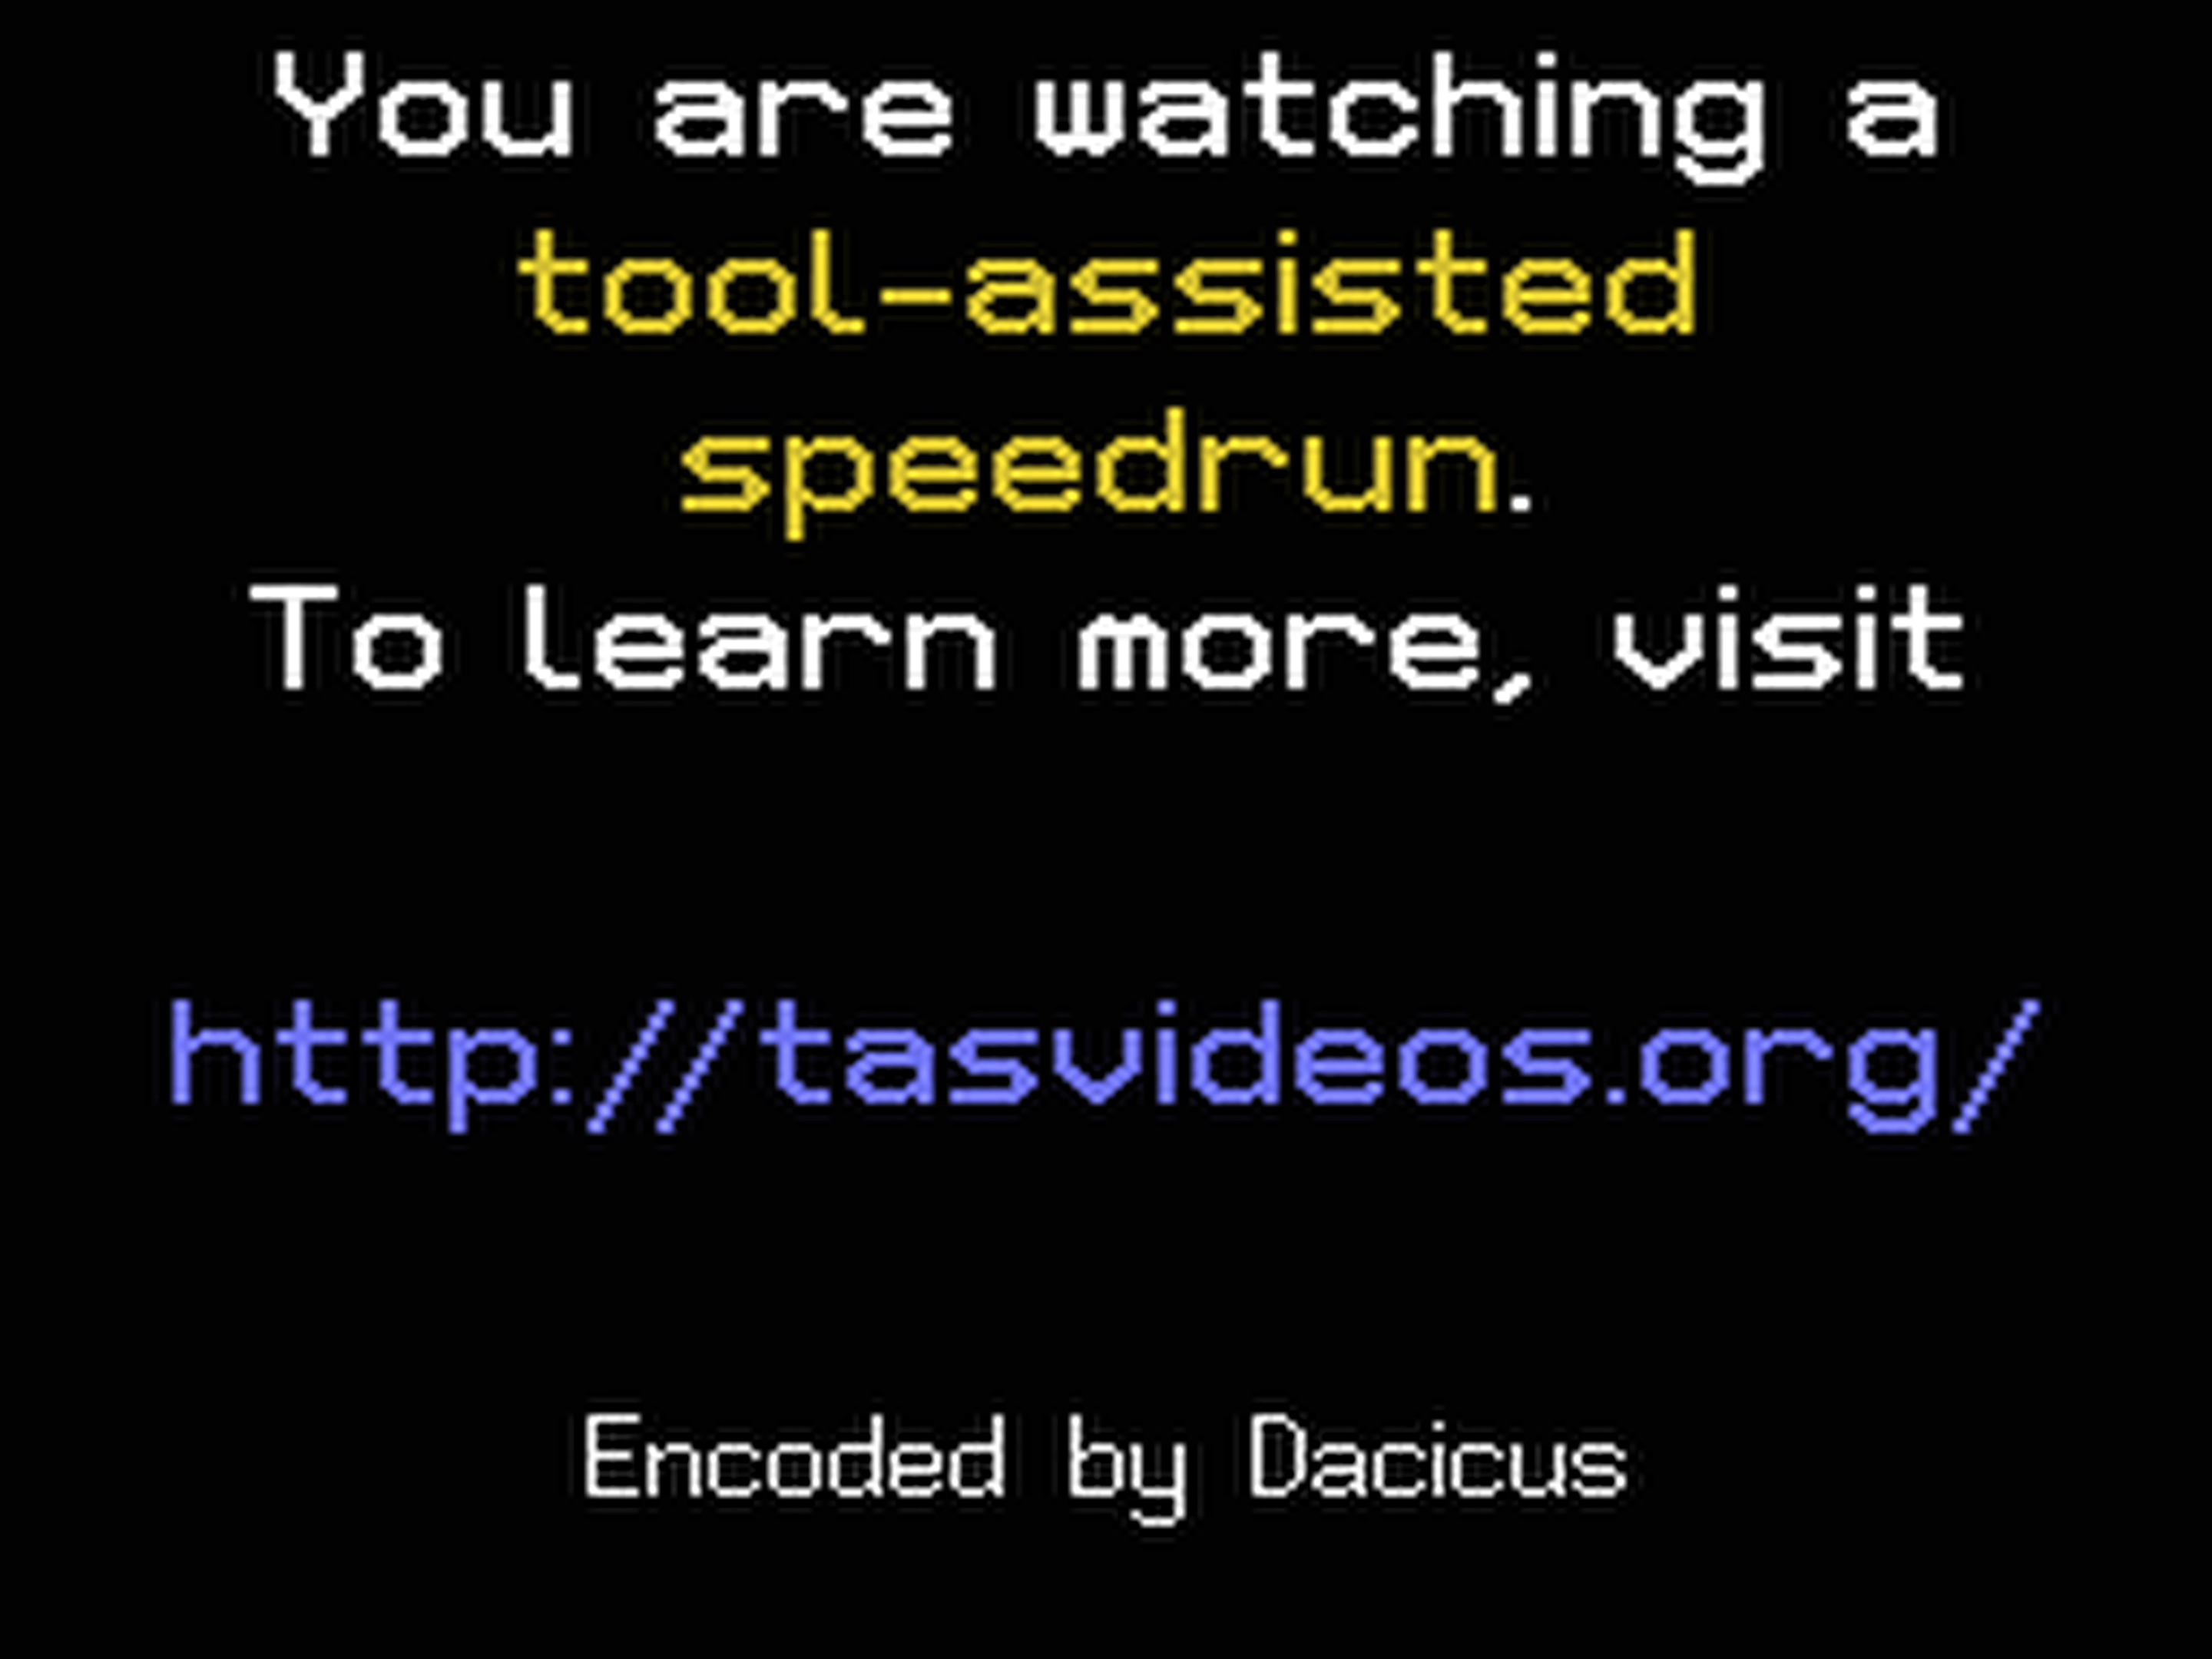 You are watching a
tool-assisted
speedrun.
To learn more, visit
http://tasvideos.org/
Encoded by Dacicus